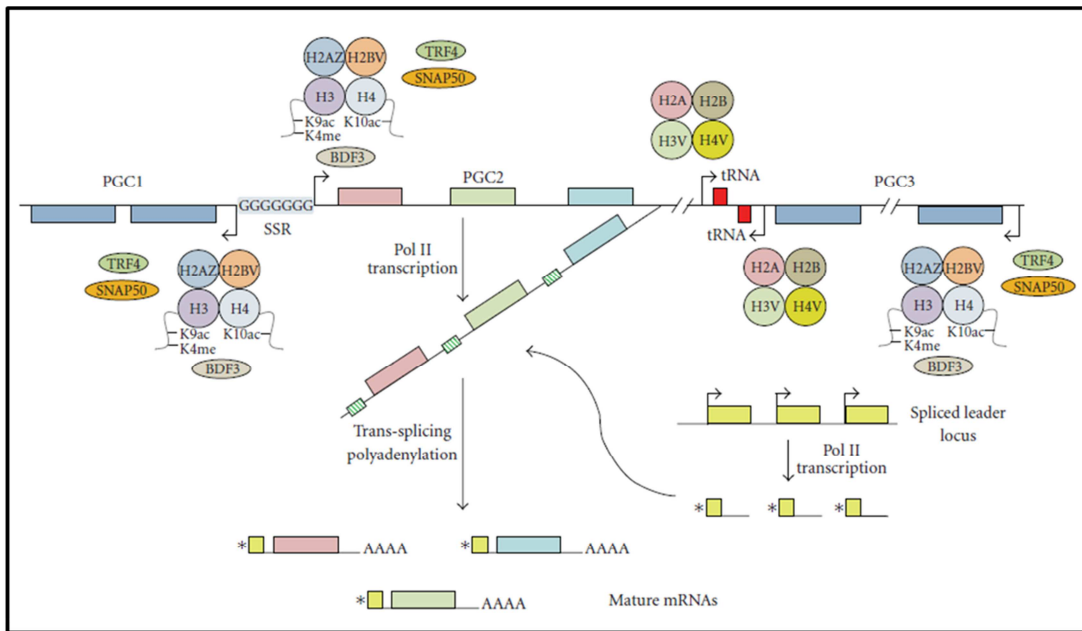 H2AZ H2BV
H3 H4
K9ac K10ac
K4me
BDF3
TRF4
SNAP50
H2A H2B
H3V H4V
PGC1
GGGGGGG
SSR
PGC2
tRNA
tRNA
PGC3
TRF4
SNAP50
H2AZ H2BV
H3 H4
K9ac K10ac
K4me
BDF3
Pol II
transcription
H2A H2B
H3V H4V
H2AZ H2BV
H3 H4
K9ac K10ac
K4me
BDF3
TRF4
SNAP50
Trans-splicing
polyadenylation
Spliced leader
locus
Pol II
transcription
* * *
* AAAA
* AAAA
* AAAA
Mature mRNAs